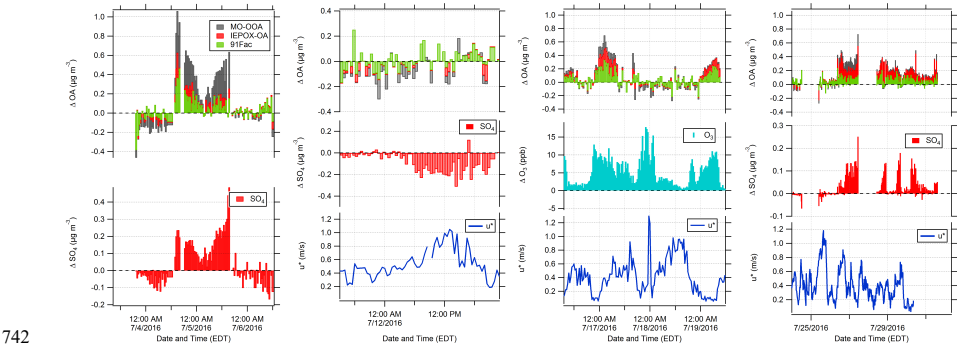 1.0
0.8
0.6
0.4
0.2
0.0
-0.2
-0.4
Δ OA (µg m⁻³)
MO-OOA
IEPOX-OA
91Fac
0.4
0.3
0.2
0.1
0.0
-0.1
-0.2
Δ SO₄ (µg m⁻³)
SO₄
12:00 AM 12:00 AM 12:00 AM
7/4/2016 7/5/2016 7/6/2016
Date and Time (EDT)
0.4
0.2
0.0
-0.2
-0.4
Δ OA (µg m⁻³)
0.2
0.0
-0.2
-0.4
-0.6
Δ SO₄ (µg m⁻³)
SO₄
1.2
1.0
0.8
0.6
0.4
0.2
0.0
u* (m/s)
u*
12:00 AM 12:00 PM
7/12/2016
Date and Time (EDT)
1.0
0.8
0.6
0.4
0.2
0.0
-0.2
-0.4
Δ OA (µg m⁻³)
15
10
5
0
-5
Δ O₃ (ppb)
O₃
1.2
0.8
0.4
0.0
u* (m/s)
u*
12:00 AM 12:00 AM 12:00 AM
7/17/2016 7/18/2016 7/19/2016
Date and Time (EDT)
1.0
0.8
0.6
0.4
0.2
0.0
-0.2
-0.4
Δ OA (µg m⁻³)
0.3
0.2
0.1
0.0
-0.1
Δ SO₄ (µg m⁻³)
SO₄
1.2
0.8
0.4
0.0
u* (m/s)
u*
7/25/2016 7/29/2016
Date and Time (EDT)
742